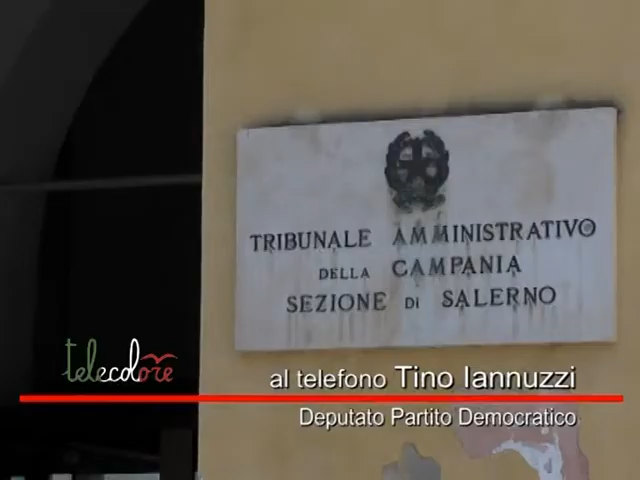 TRIBUNALE AMMINISTRATIVO
DELLA CAMPANIA
SEZIONE DI SALERNO
telecolore
al telefono Tino Iannuzzi
Deputato Partito Democratico